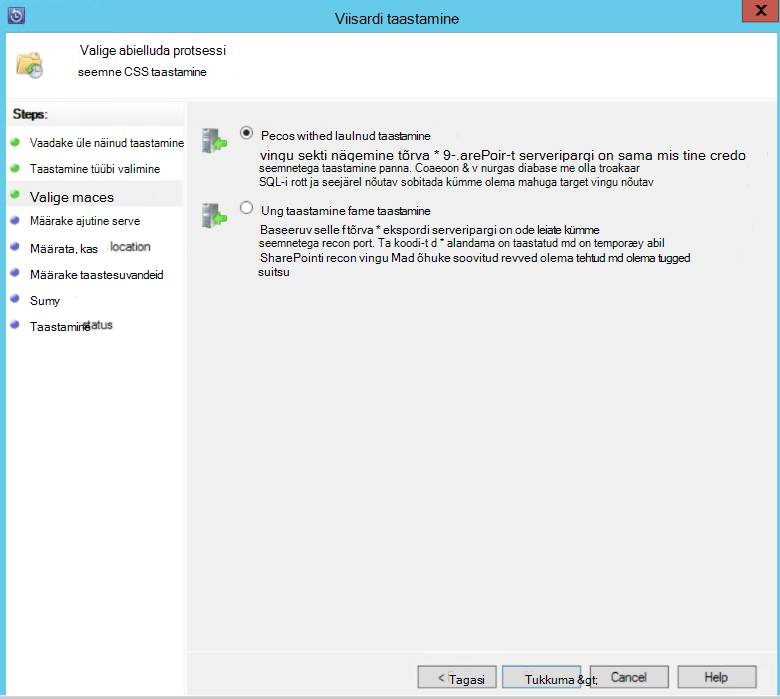 Viisardi taastamine
X
Valige abielluda protsessi
seemne CSS taastamine
Steps:
Vaadake üle näinud taastamine
Taastamine tüübi valimine
Valige maces
Määrake ajutine serve
Määrata, kas location
Määrake taastesuvandeid
Sumy
Taastamine status
Pecos withed laulnud taastamine
vingu sekti nägemine tõrva * 9-.arePoir-t serveripargi on sama mis tine credo
seemnetega taastamine panna. Coaeoon & v nurgas diabase me olla troakaar
SQL-i rott ja seejärel nõutav sobitada kümme olema mahuga target vingu nõutav
Ung taastamine fame taastamine
Baseeruv selle f tõrva * ekspordi serveripargi on ode leiate kümme
seemnetega recon port. Ta koodi-t d * alandama on taastatud md on temporæy abil
SharePointi recon vingu Mad õhuke soovitud revved olema tehtud md olema tugged
suitsu
< Tagasi
Tukkuma &gt;
Cancel
Help